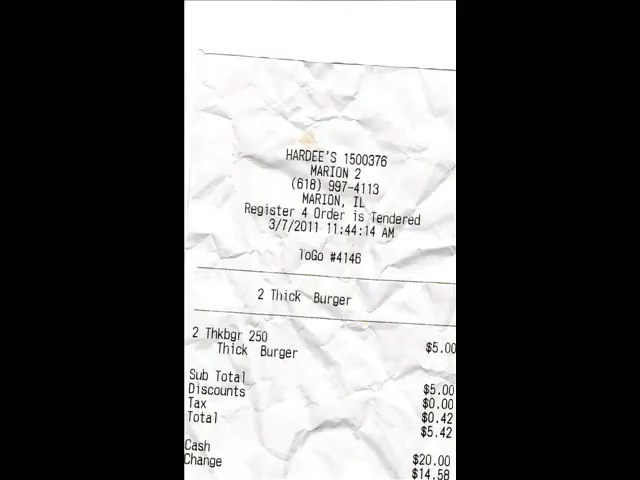 HARDEE'S 1500376
MARION 2
(618) 997-4113
MARION, IL
Register 4 Order is Tendered
3/7/2011 11:44:14 AM
ToGo #4146
2 Thick Burger
2 Thkbgr 250 $5.00
Thick Burger
Sub Total $5.00
Discounts $0.00
Tax $0.42
Total $5.42
Cash $20.00
Change $14.58